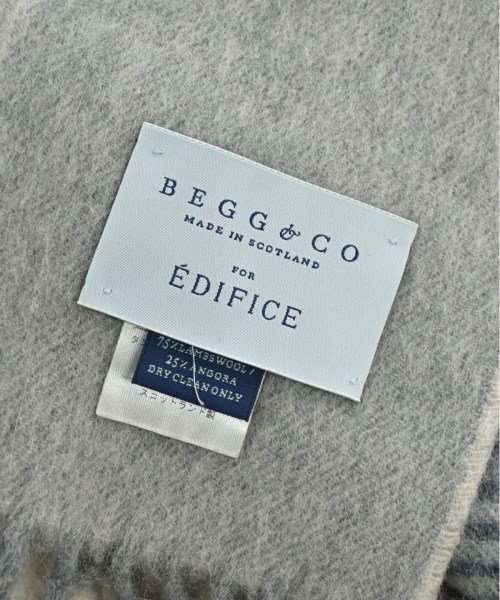 BEGG & CO
MADE IN SCOTLAND
FOR
ÉDIFICE
75%LAMBSWOOL/
25%ANGORA
DRY CLEAN ONLY
スコットランド製